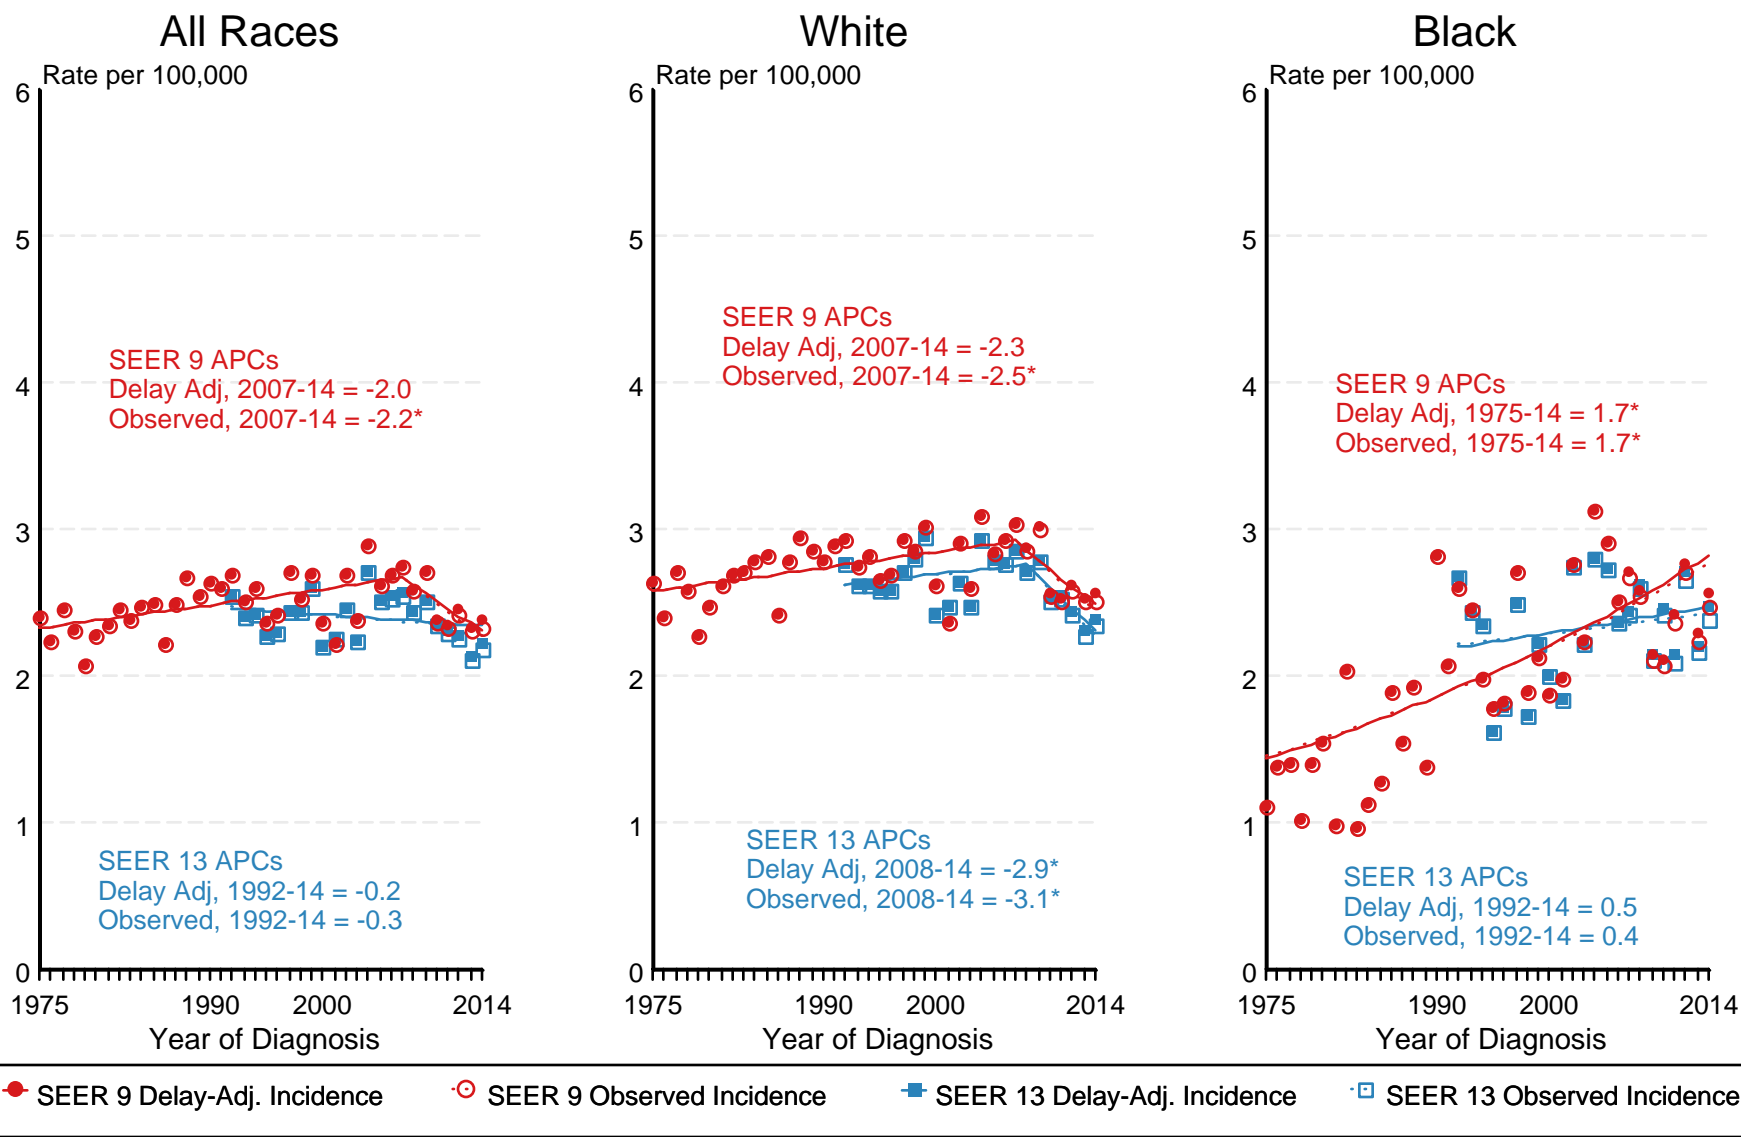 All Races
Rate per 100,000
6
5
4
3
2
1
0
SEER 9 APCs
Delay Adj, 2007-14 = -2.0
Observed, 2007-14 = -2.2*
SEER 13 APCs
Delay Adj, 1992-14 = -0.2
Observed, 1992-14 = -0.3
1975 1990 2000 2014
Year of Diagnosis
White
Rate per 100,000
6
5
4
3
2
1
0
SEER 9 APCs
Delay Adj, 2007-14 = -2.3
Observed, 2007-14 = -2.5*
SEER 13 APCs
Delay Adj, 2008-14 = -2.9*
Observed, 2008-14 = -3.1*
1975 1990 2000 2014
Year of Diagnosis
Black
Rate per 100,000
6
5
4
3
2
1
0
SEER 9 APCs
Delay Adj, 1975-14 = 1.7*
Observed, 1975-14 = 1.7*
SEER 13 APCs
Delay Adj, 1992-14 = 0.5
Observed, 1992-14 = 0.4
1975 1990 2000 2014
Year of Diagnosis
SEER 9 Delay-Adj. Incidence SEER 9 Observed Incidence SEER 13 Delay-Adj. Incidence SEER 13 Observed Incidence